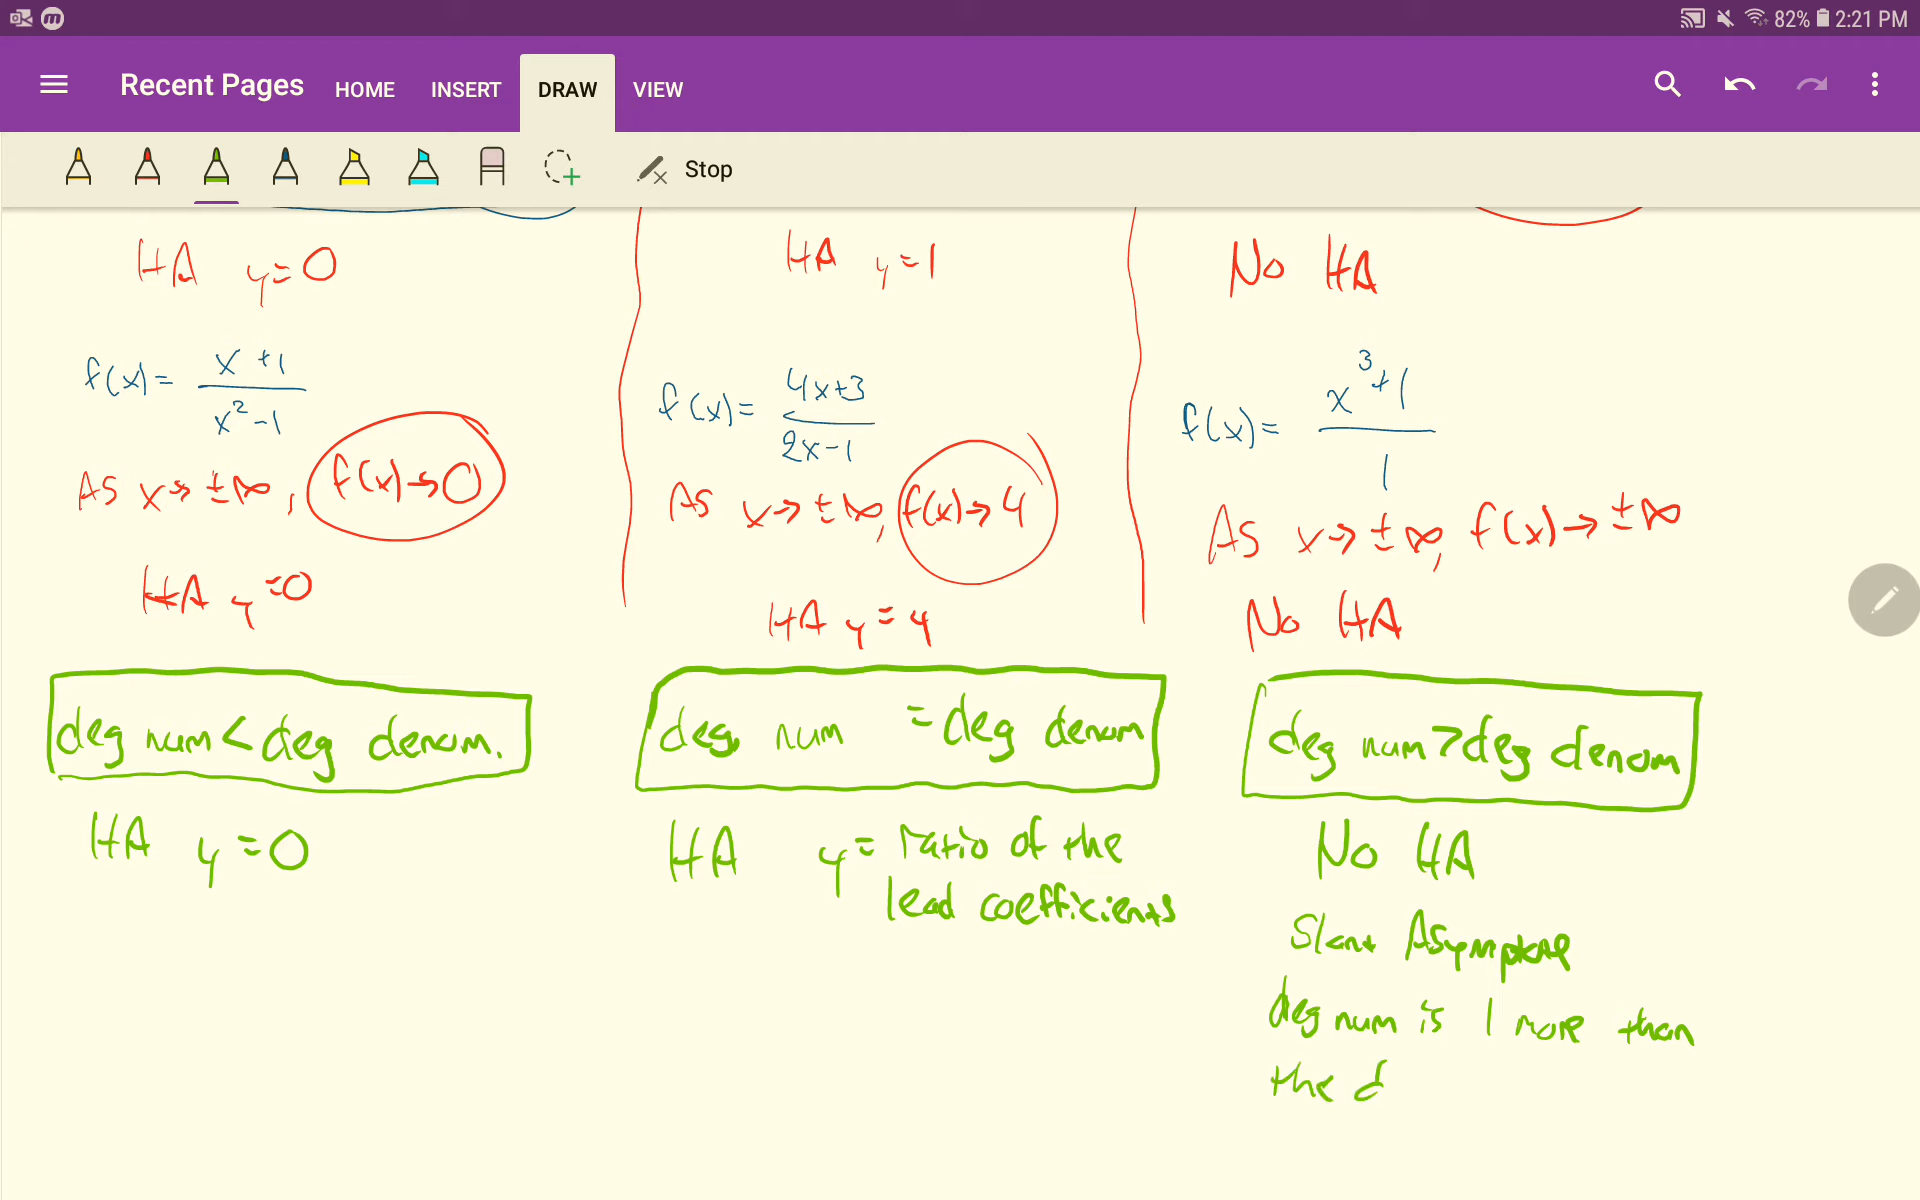 82% 2:21 PM
Recent Pages HOME INSERT DRAW VIEW
Stop
HA y=0
f(x)= x+1 / x²-1
As x→ ±∞, f(x)→0
HA y=0
deg num < deg denom.
HA y=0
HA y=1
f(x)= 4x+3 / 2x-1
As x→ ±∞, f(x)→ 4
HA y=4
deg. num = deg denom
HA y= ratio of the
lead coefficients
No HA
f(x)= x³+1 / 1
As x→ ±∞, f(x)→ ±∞
No HA
deg num > deg denom
No HA
Slant Asymptote
deg num is 1 more than
the d